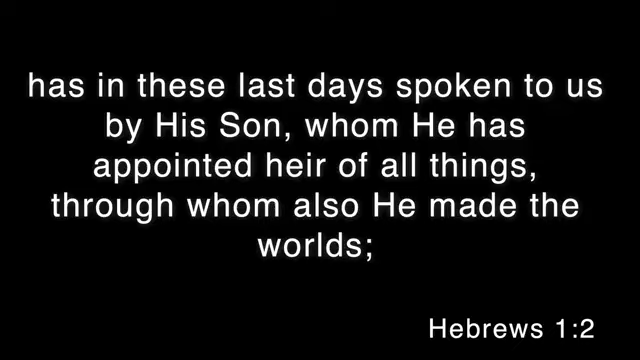 has in these last days spoken to us
by His Son, whom He has
appointed heir of all things,
through whom also He made the
worlds;
Hebrews 1:2